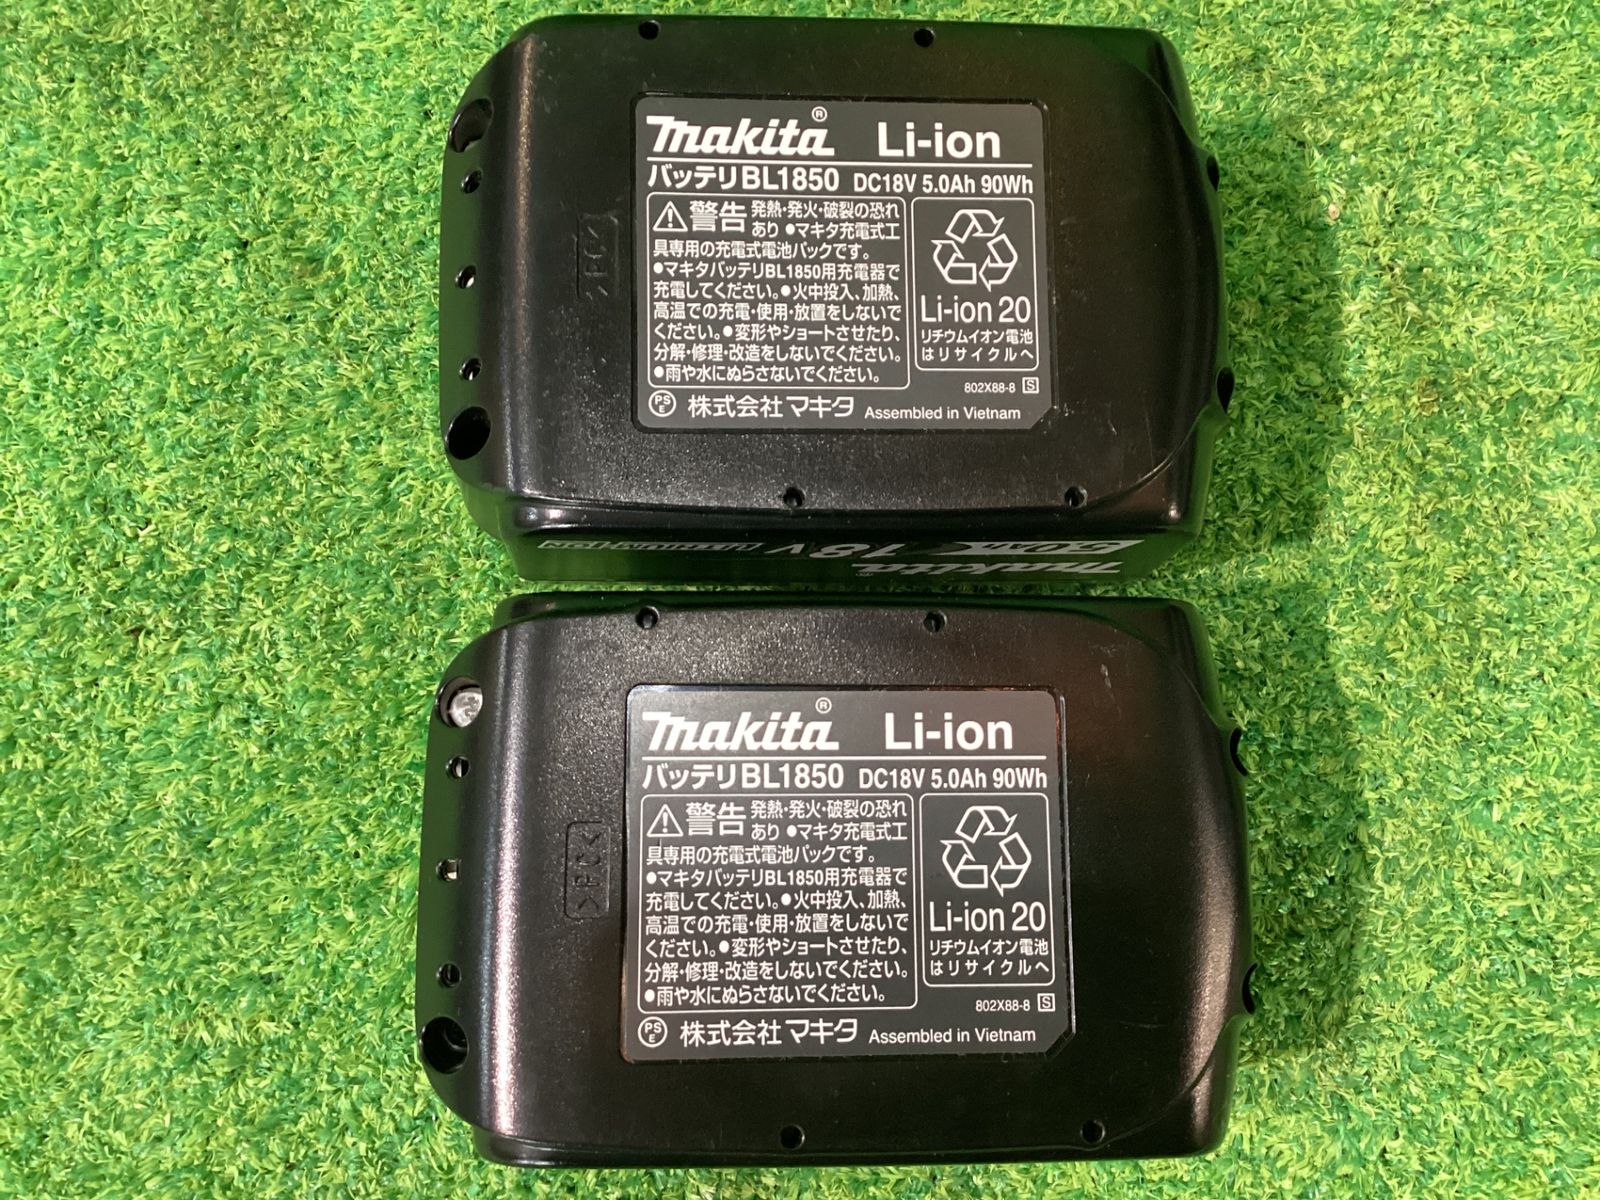 makita® Li-ion
バッテリBL1850 DC18V 5.0Ah 90Wh
⚠警告 発熱・発火・破裂の恐れ
あり ●マキタ充電式工
具専用の充電式電池パックです。
●マキタバッテリBL1850用充電器で
充電してください。●火中投入、加熱、
高温での充電・使用・放置をしないで
ください。●変形やショートさせたり、
分解・修理・改造をしないでください。
●雨や水にぬらさないでください。
Li-ion 20
リチウムイオン電池
はリサイクルへ
802X88-8 S
PSE 株式会社マキタ Assembled in Vietnam
>PC<
makita®
5.0Ah 18V LITHIUM-ION
makita® Li-ion
バッテリBL1850 DC18V 5.0Ah 90Wh
⚠警告 発熱・発火・破裂の恐れ
あり ●マキタ充電式工
具専用の充電式電池パックです。
●マキタバッテリBL1850用充電器で
充電してください。●火中投入、加熱、
高温での充電・使用・放置をしないで
ください。●変形やショートさせたり、
分解・修理・改造をしないでください。
●雨や水にぬらさないでください。
Li-ion 20
リチウムイオン電池
はリサイクルへ
802X88-8 S
PSE 株式会社マキタ Assembled in Vietnam
>PC<